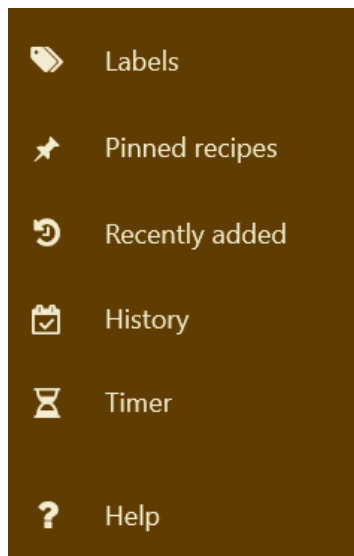 Labels
Pinned recipes
Recently added
History
Timer
Help